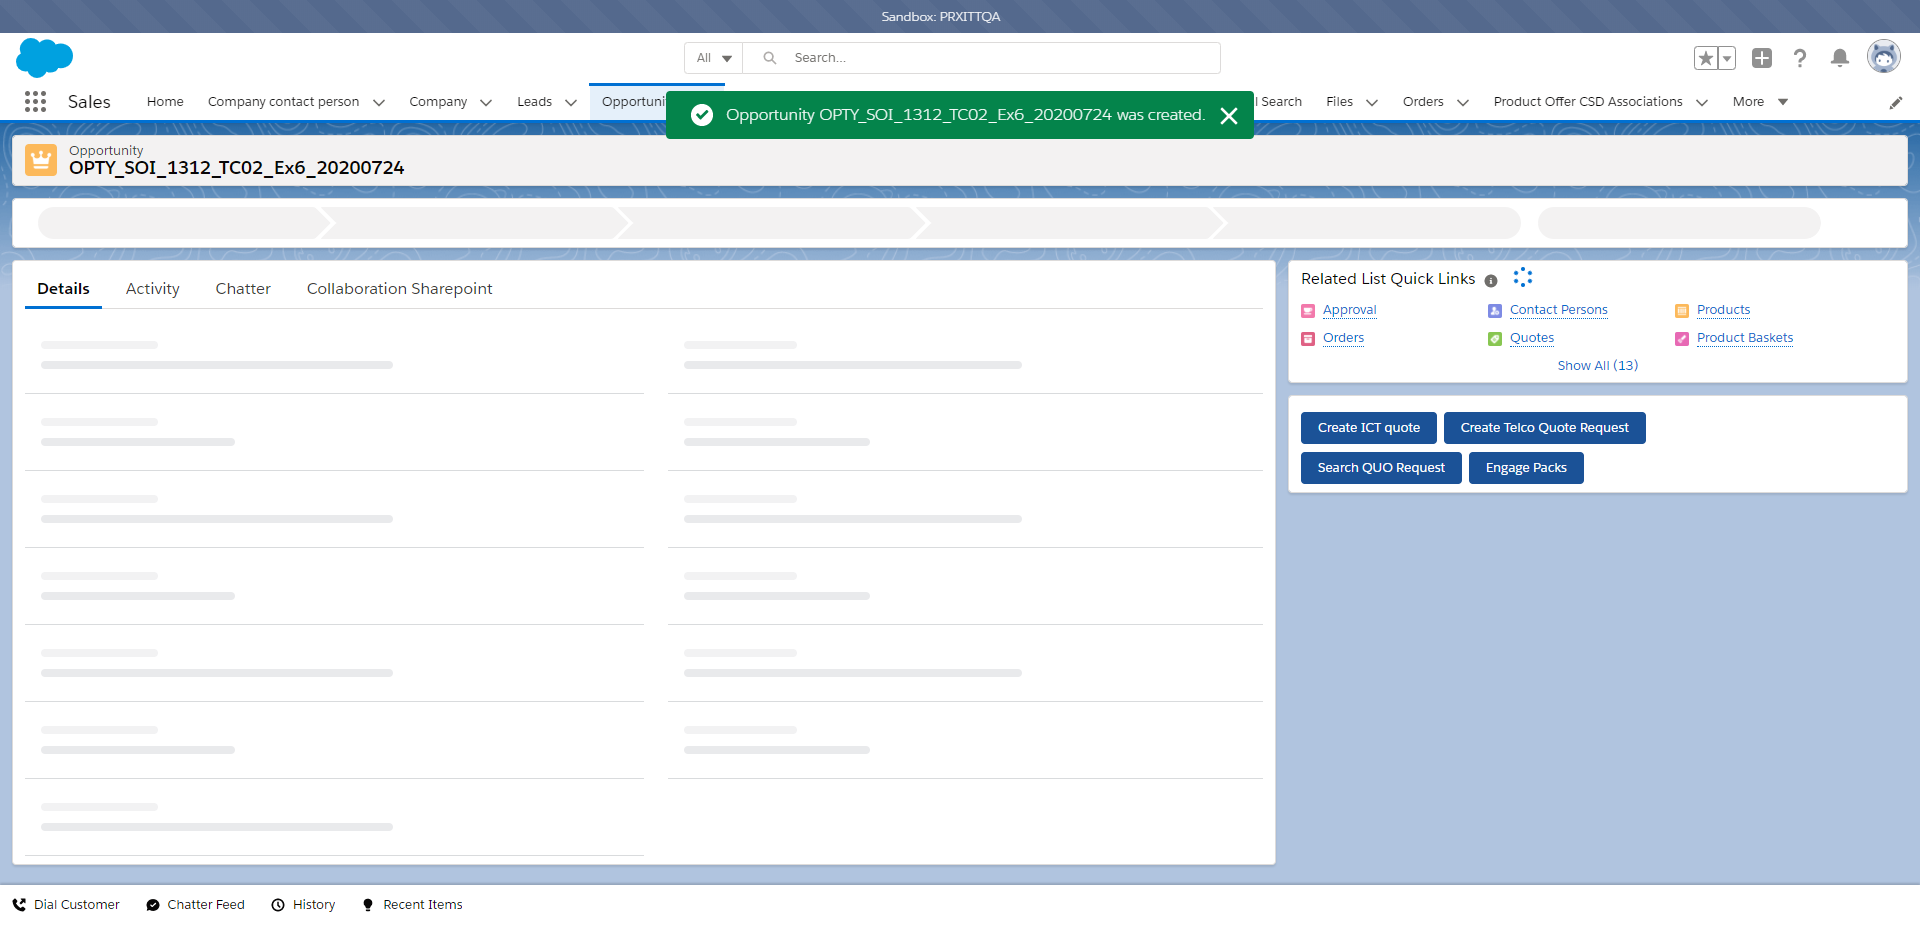 Sandbox: PRXITTQA
All
Search...
Sales
Home
Company contact person
Company
Leads
Opportuni
Opportunity OPTY_SOI_1312_TC02_Ex6_20200724 was created.
l Search
Files
Orders
Product Offer CSD Associations
More
Opportunity
OPTY_SOI_1312_TC02_Ex6_20200724
Details
Activity
Chatter
Collaboration Sharepoint
Related List Quick Links
Approval
Contact Persons
Products
Orders
Quotes
Product Baskets
Show All (13)
Create ICT quote
Create Telco Quote Request
Search QUO Request
Engage Packs
Dial Customer
Chatter Feed
History
Recent Items